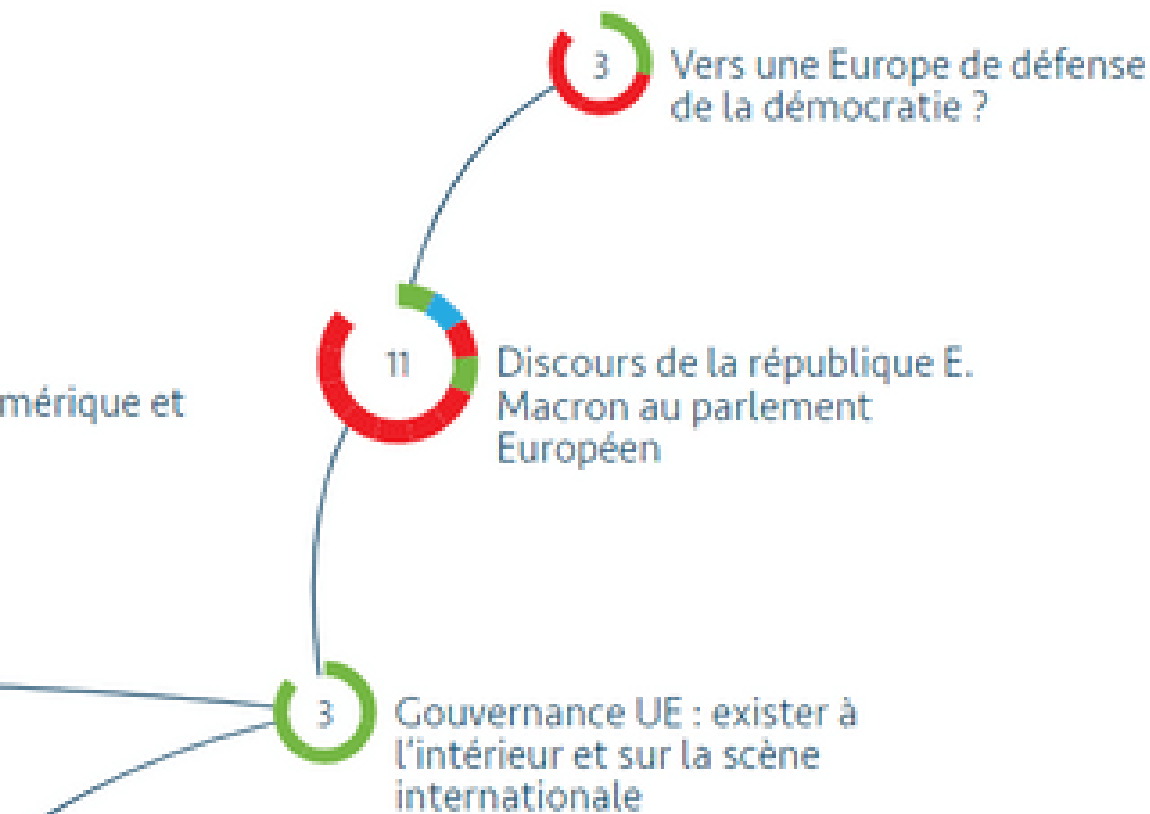 3
Vers une Europe de défense
de la démocratie ?
11
Discours de la république E.
Macron au parlement
Européen
mérique et
3
Gouvernance UE : exister à
l'intérieur et sur la scène
internationale